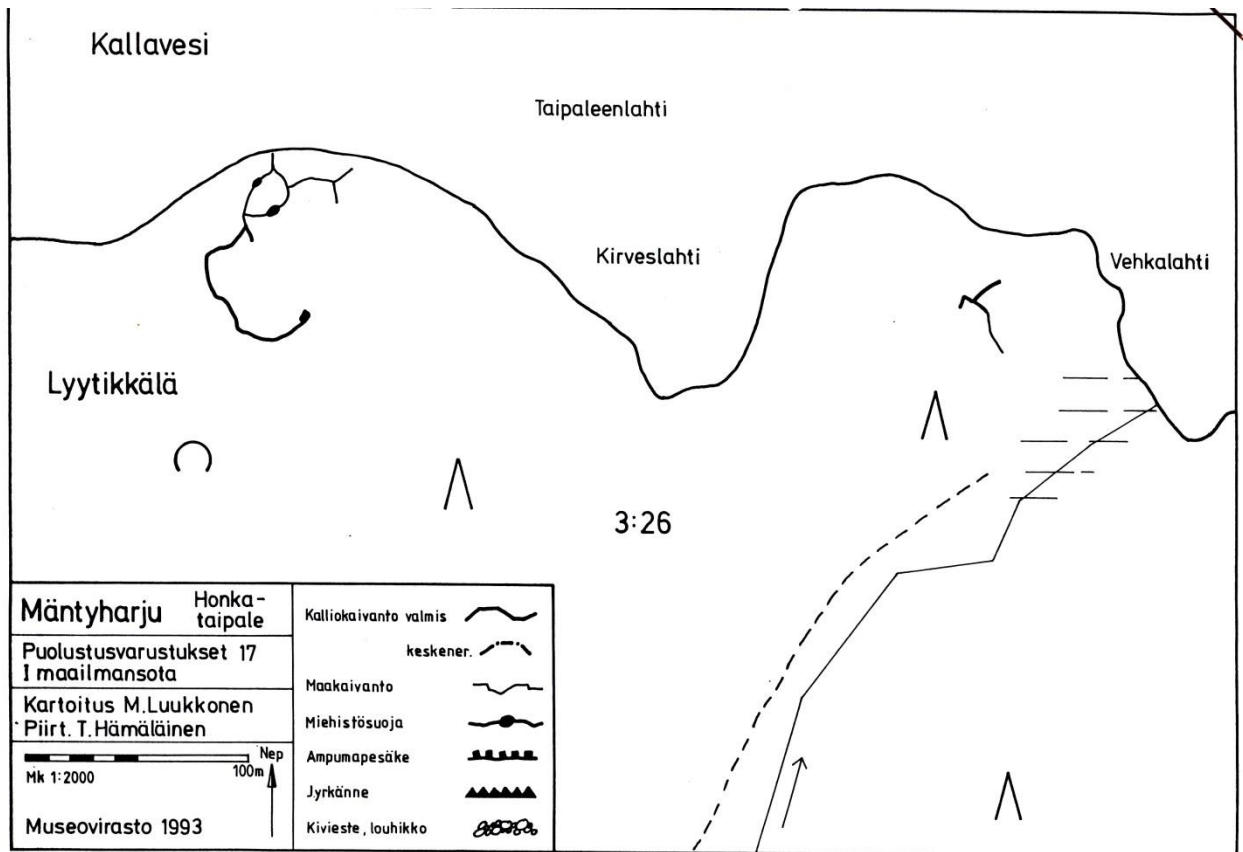 Kallavesi
Taipaleenlahti
Kirveslahti
Vehkalahti
Lyytikkälä
3:26
Mäntyharju
Honka-
taipale
Puolustusvarustukset 17
I maailmansota
Kartoitus M.Luukkonen
Piirt. T.Hämäläinen
Nep
100m
Mk 1:2000
Museovirasto 1993
Kalliokaivanto valmis
keskener.
Maakaivanto
Miehistösuoja
Ampumapesäke
Jyrkänne
Kivieste, louhikko